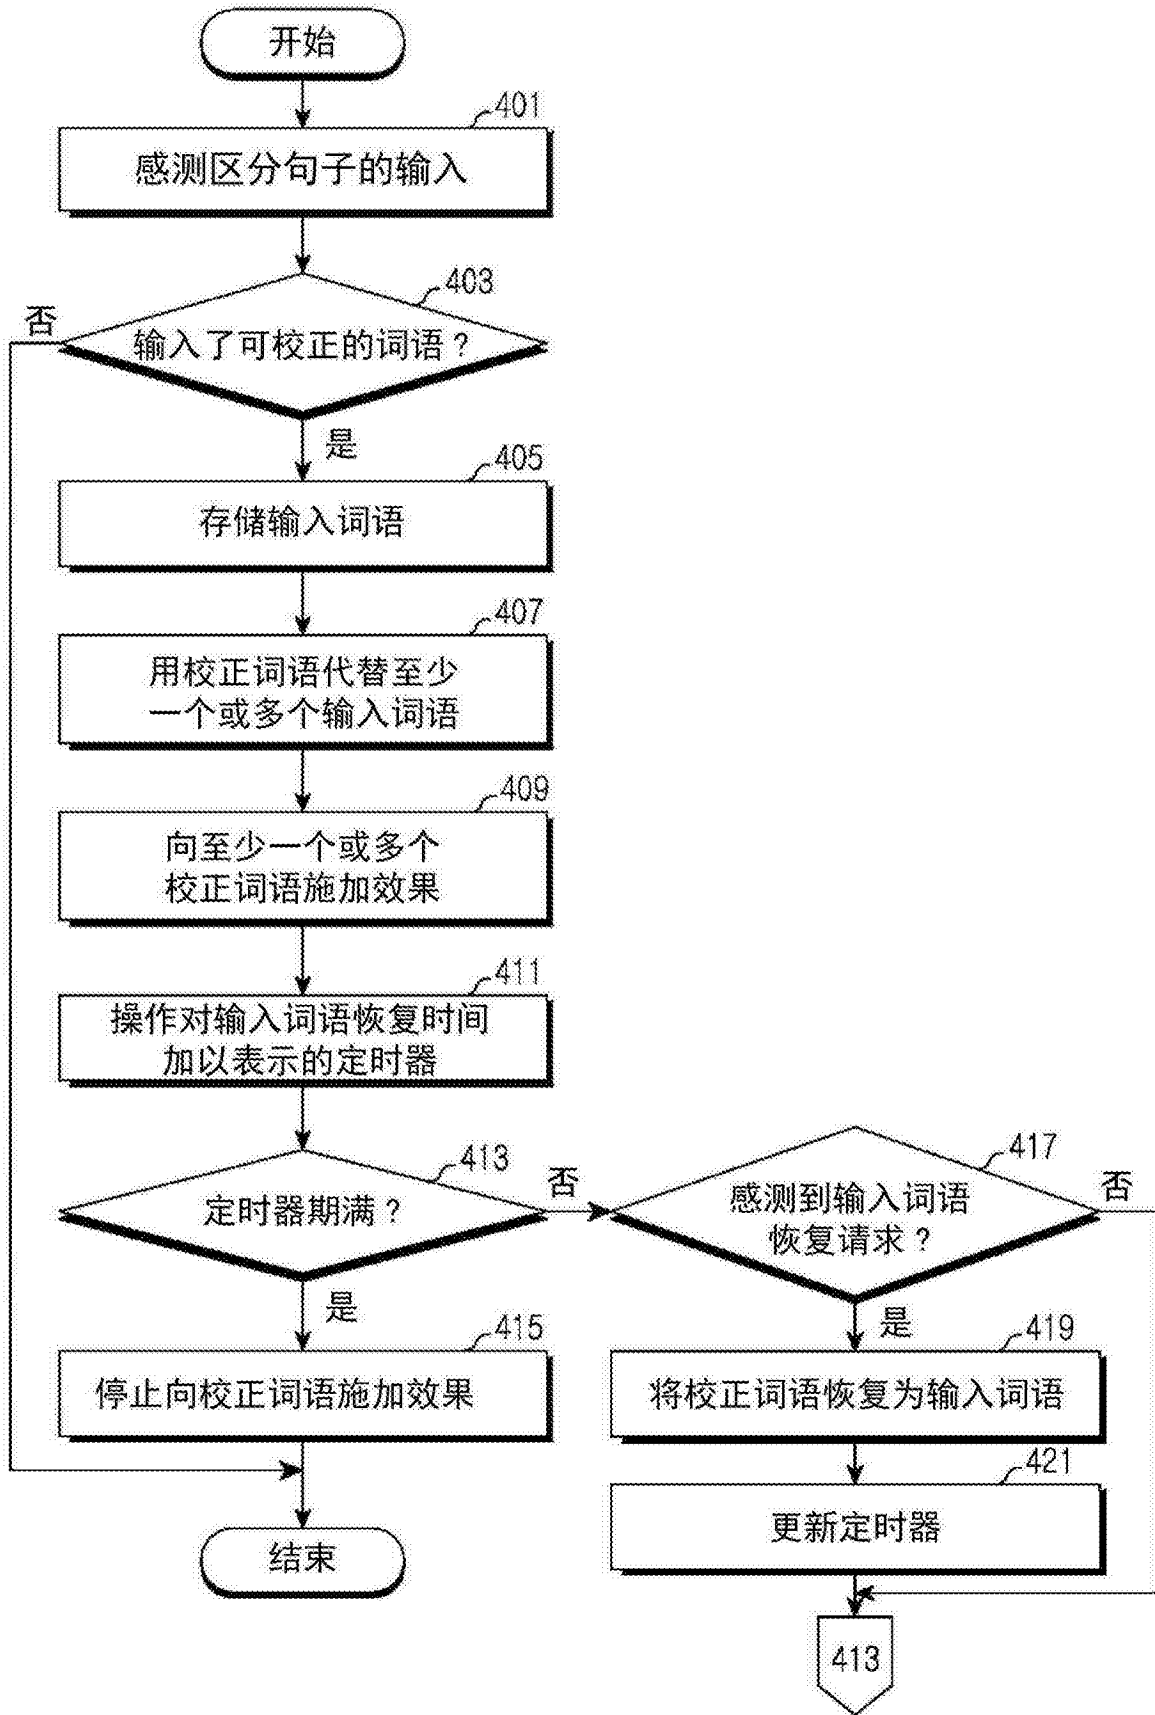 开始
401
感测区分句子的输入
403
否
输入了可校正的词语？
是
405
存储输入词语
407
用校正词语代替至少
一个或多个输入词语
409
向至少一个或多个
校正词语施加效果
411
操作对输入词语恢复时间
加以表示的定时器
413
定时器期满？
否
是
415
停止向校正词语施加效果
结束
417
感测到输入词语
恢复请求？
否
是
419
将校正词语恢复为输入词语
421
更新定时器
413